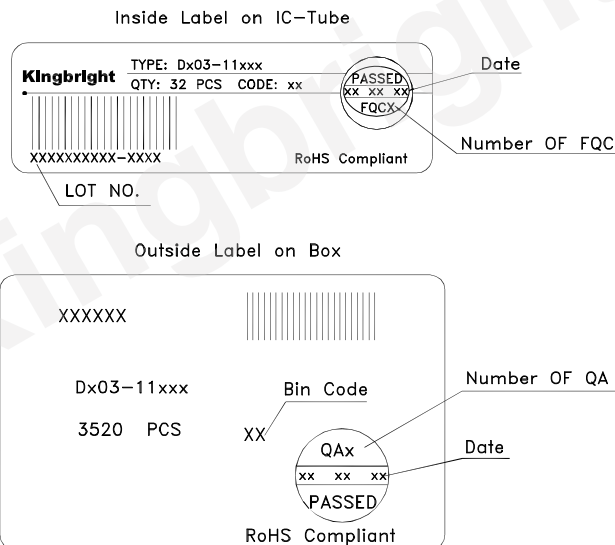 Inside Label on IC-Tube
Kingbright
TYPE: Dx03-11xxx
QTY: 32 PCS CODE: xx
PASSED
xx xx xx
FQCX
Date
Number OF FQC
XXXXXXXXXX-XXXX
RoHS Compliant
LOT NO.
Outside Label on Box
XXXXXX
Dx03-11xxx
Bin Code
Number OF QA
3520 PCS
XX
QAx
Date
xx xx xx
PASSED
RoHS Compliant
kingbright